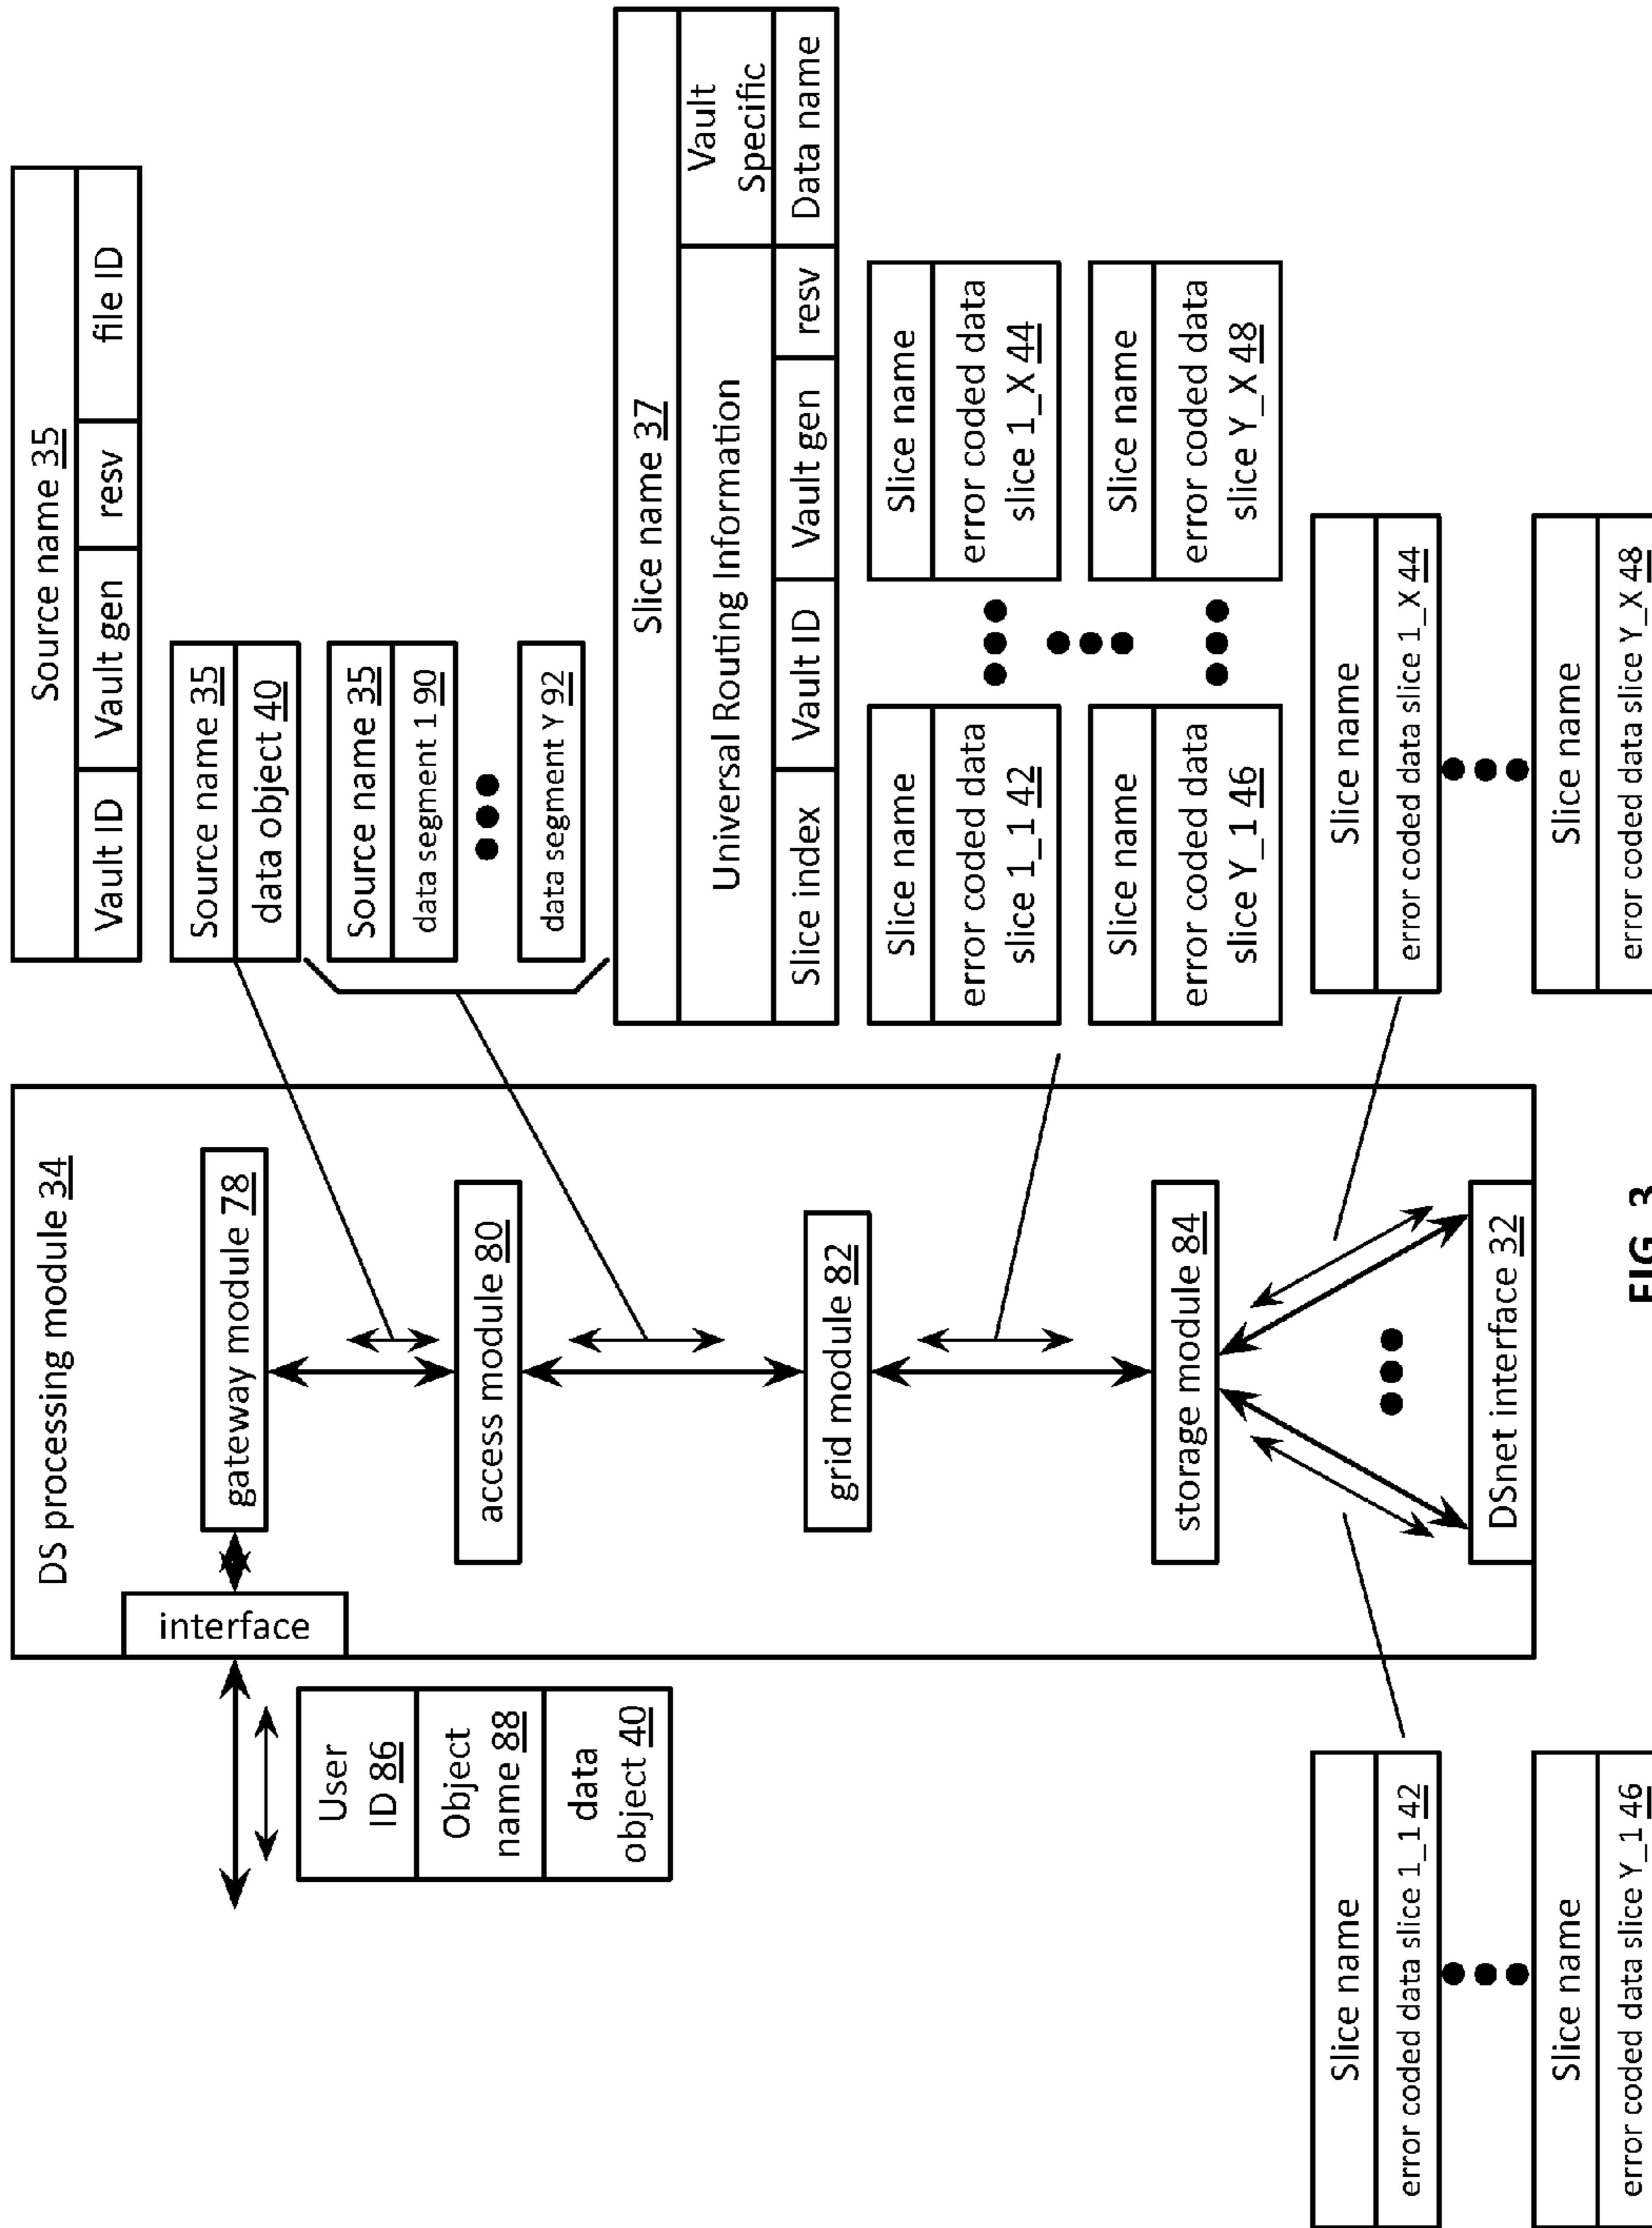 DS processing module 34
interface
gateway module 78
access module 80
grid module 82
storage module 84
DSnet interface 32
User
ID 86
Object
name 88
data
object 40
Source name 35
Vault ID
Vault gen
resv
file ID
Source name 35
data object 40
Source name 35
data segment 1 90
data segment Y 92
Slice name 37
Universal Routing Information
Vault
Specific
Slice index
Vault ID
Vault gen
resv
Data name
Slice name
error coded data
slice 1_1 42
Slice name
error coded data
slice 1_X 44
Slice name
error coded data
slice Y_1 46
Slice name
error coded data
slice Y_X 48
Slice name
error coded data slice 1_1 42
Slice name
error coded data slice Y_1 46
Slice name
error coded data slice 1_X 44
Slice name
error coded data slice Y_X 48
FIG. 3